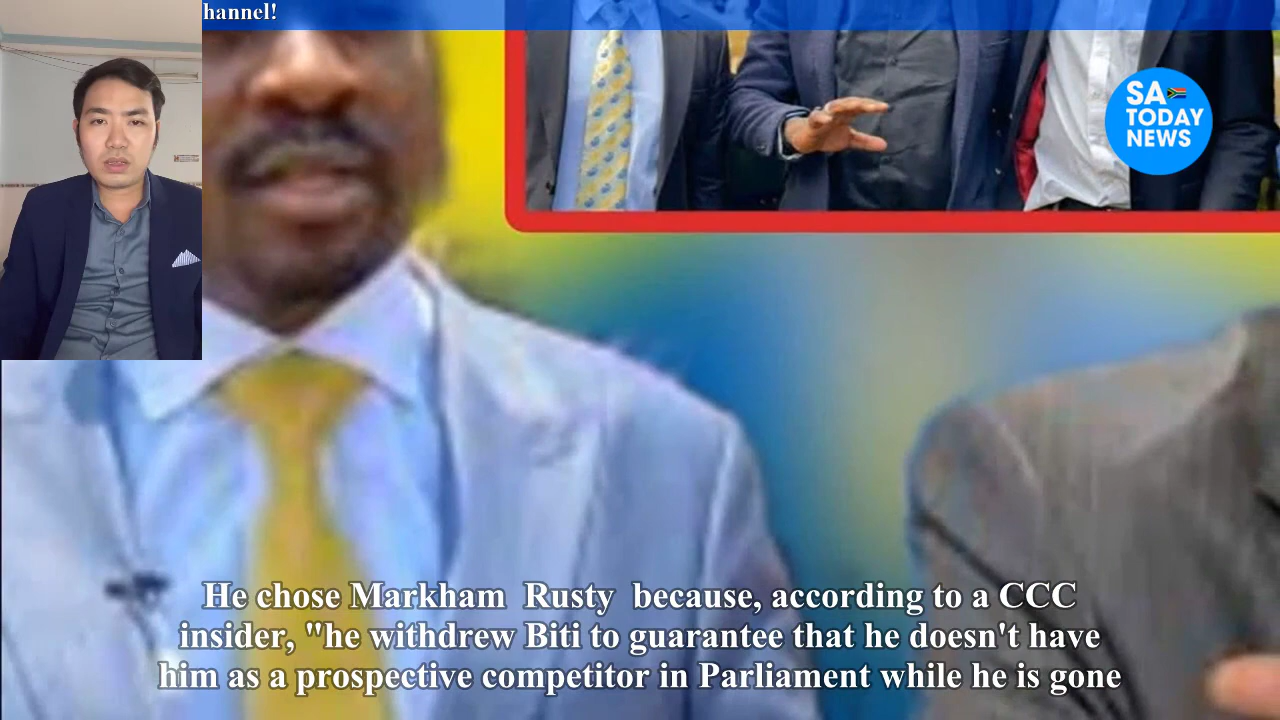 hannel!
SA
TODAY
NEWS
He chose Markham Rusty because, according to a CCC
insider, "he withdrew Biti to guarantee that he doesn't have
him as a prospective competitor in Parliament while he is gone